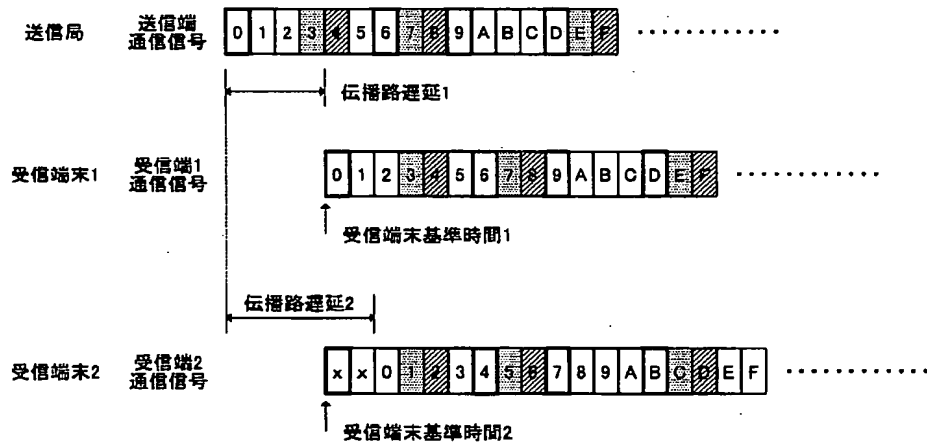 送信局 送信端 通信信号 0 1 2 3 4 5 6 7 8 9 A B C D E F
伝播路遅延1
受信端末1 受信端1 通信信号 0 1 2 3 4 5 6 7 8 9 A B C D E F
受信端末基準時間1
伝播路遅延2
受信端末2 受信端2 通信信号 x x 0 1 2 3 4 5 6 7 8 9 A B C D E F
受信端末基準時間2